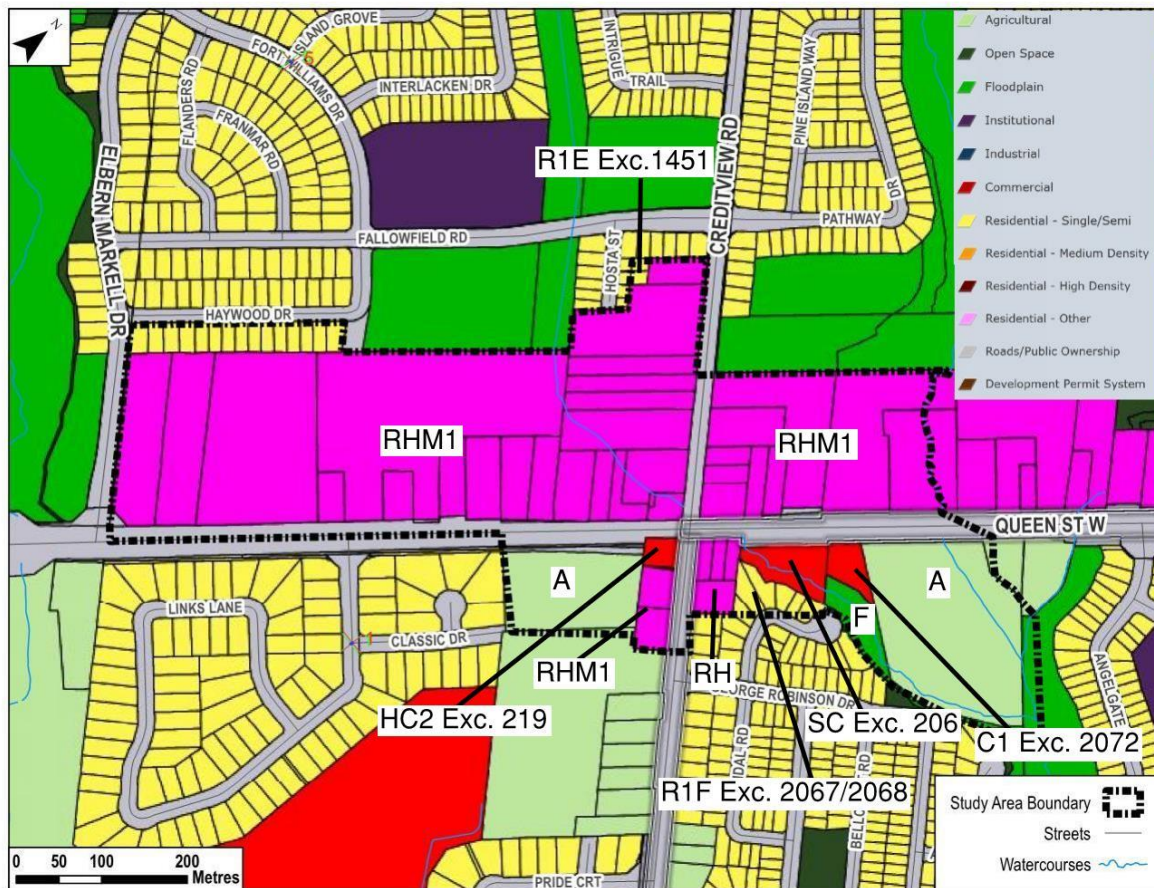 N
ISLAND GROVE
FORT WILLIAMS DR
FLANDERS RD
FRANMAR RD
INTERLACKEN DR
INTRIGUE
TRAIL
PINE ISLAND WAY
CREDITVIEW RD
ELBERN MARKELL DR
R1E Exc.1451
PATHWAY
DR
FALLOWFIELD RD
HOSTA ST
HAYWOOD DR
Agricultural
Open Space
Floodplain
Institutional
Industrial
Commercial
Residential - Single/Semi
Residential - Medium Density
Residential - High Density
Residential - Other
Roads/Public Ownership
Development Permit System
RHM1
RHM1
QUEEN ST W
A
A
F
LINKS LANE
CLASSIC DR
RHM1
RH
GEORGE ROBINSON DR
ANGELGATE
HC2 Exc. 219
SC Exc. 206
C1 Exc. 2072
R1F Exc. 2067/2068
PRIDE CRT
Study Area Boundary
Streets
Watercourses
0 50 100 200
Metres